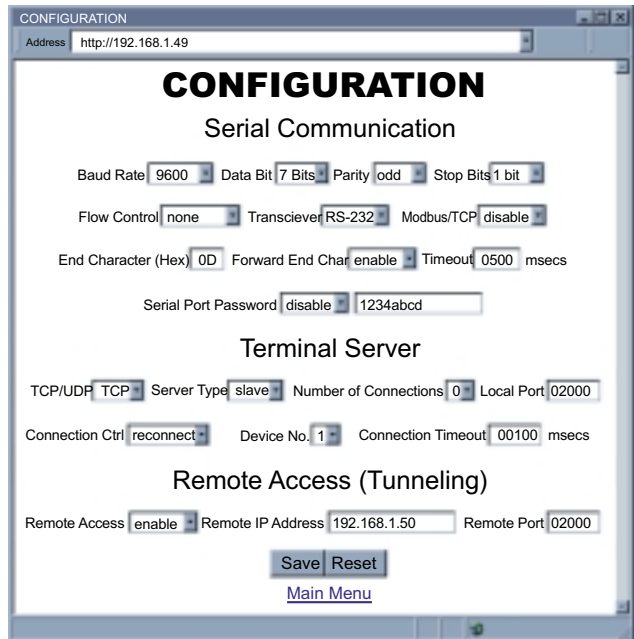 CONFIGURATION
Address http://192.168.1.49
CONFIGURATION
Serial Communication
Baud Rate 9600 Data Bit 7 Bits Parity odd Stop Bits 1 bit
Flow Control none Transciever RS-232 Modbus/TCP disable
End Character (Hex) 0D Forward End Char enable Timeout 0500 msecs
Serial Port Password disable 1234abcd
Terminal Server
TCP/UDP TCP Server Type slave Number of Connections 0 Local Port 02000
Connection Ctrl reconnect Device No. 1 Connection Timeout 00100 msecs
Remote Access (Tunneling)
Remote Access enable Remote IP Address 192.168.1.50 Remote Port 02000
Save Reset
Main Menu